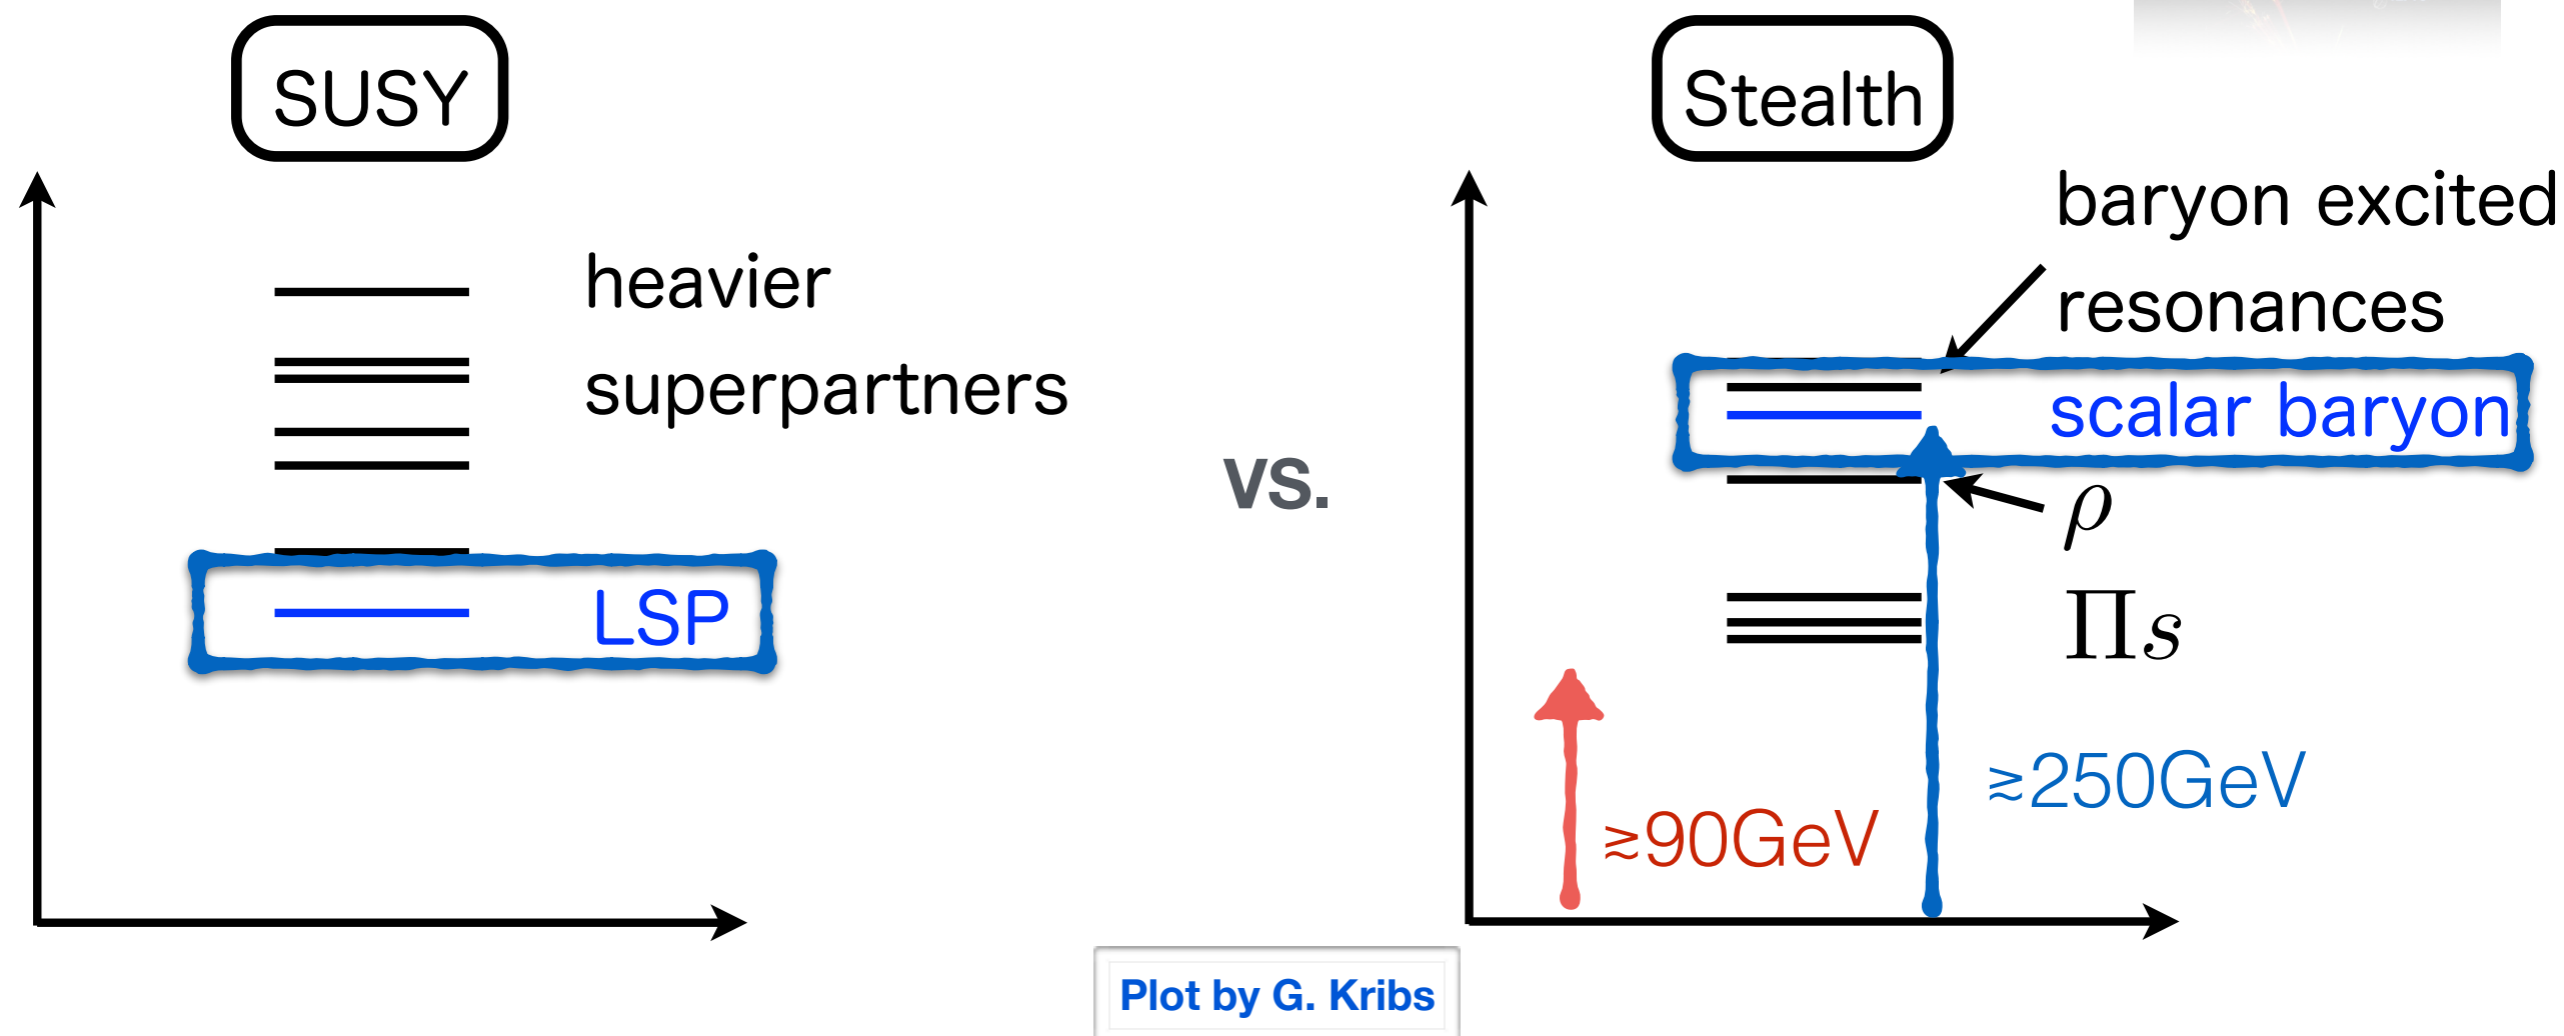 SUSY
heavier
superpartners
LSP
vs.
Stealth
baryon excited
resonances
scalar baryon
ρ
Πs
≳90GeV
≳250GeV
Plot by G. Kribs